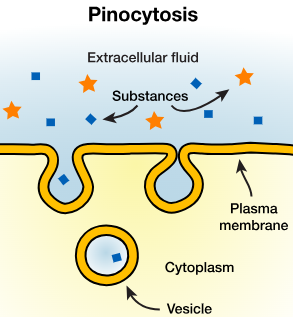 Pinocytosis
Extracellular fluid
Substances
Plasma
membrane
Cytoplasm
Vesicle